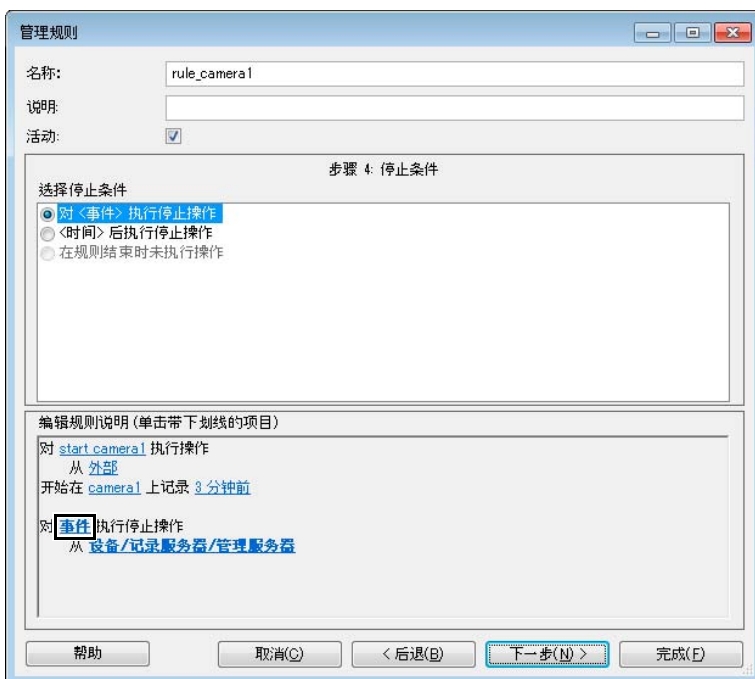 管理规则
名称: rule_camera1
说明:
活动:
步骤 4: 停止条件
选择停止条件
对 <事件> 执行停止操作
<时间> 后执行停止操作
在规则结束时未执行操作
编辑规则说明 (单击带下划线的项目)
对 start camera1 执行操作
从 外部
开始在 camera1 上记录 3 分钟前
对 事件 执行停止操作
从 设备/记录服务器/管理服务器
帮助 取消(C) < 后退(B) 下一步(N) > 完成(F)